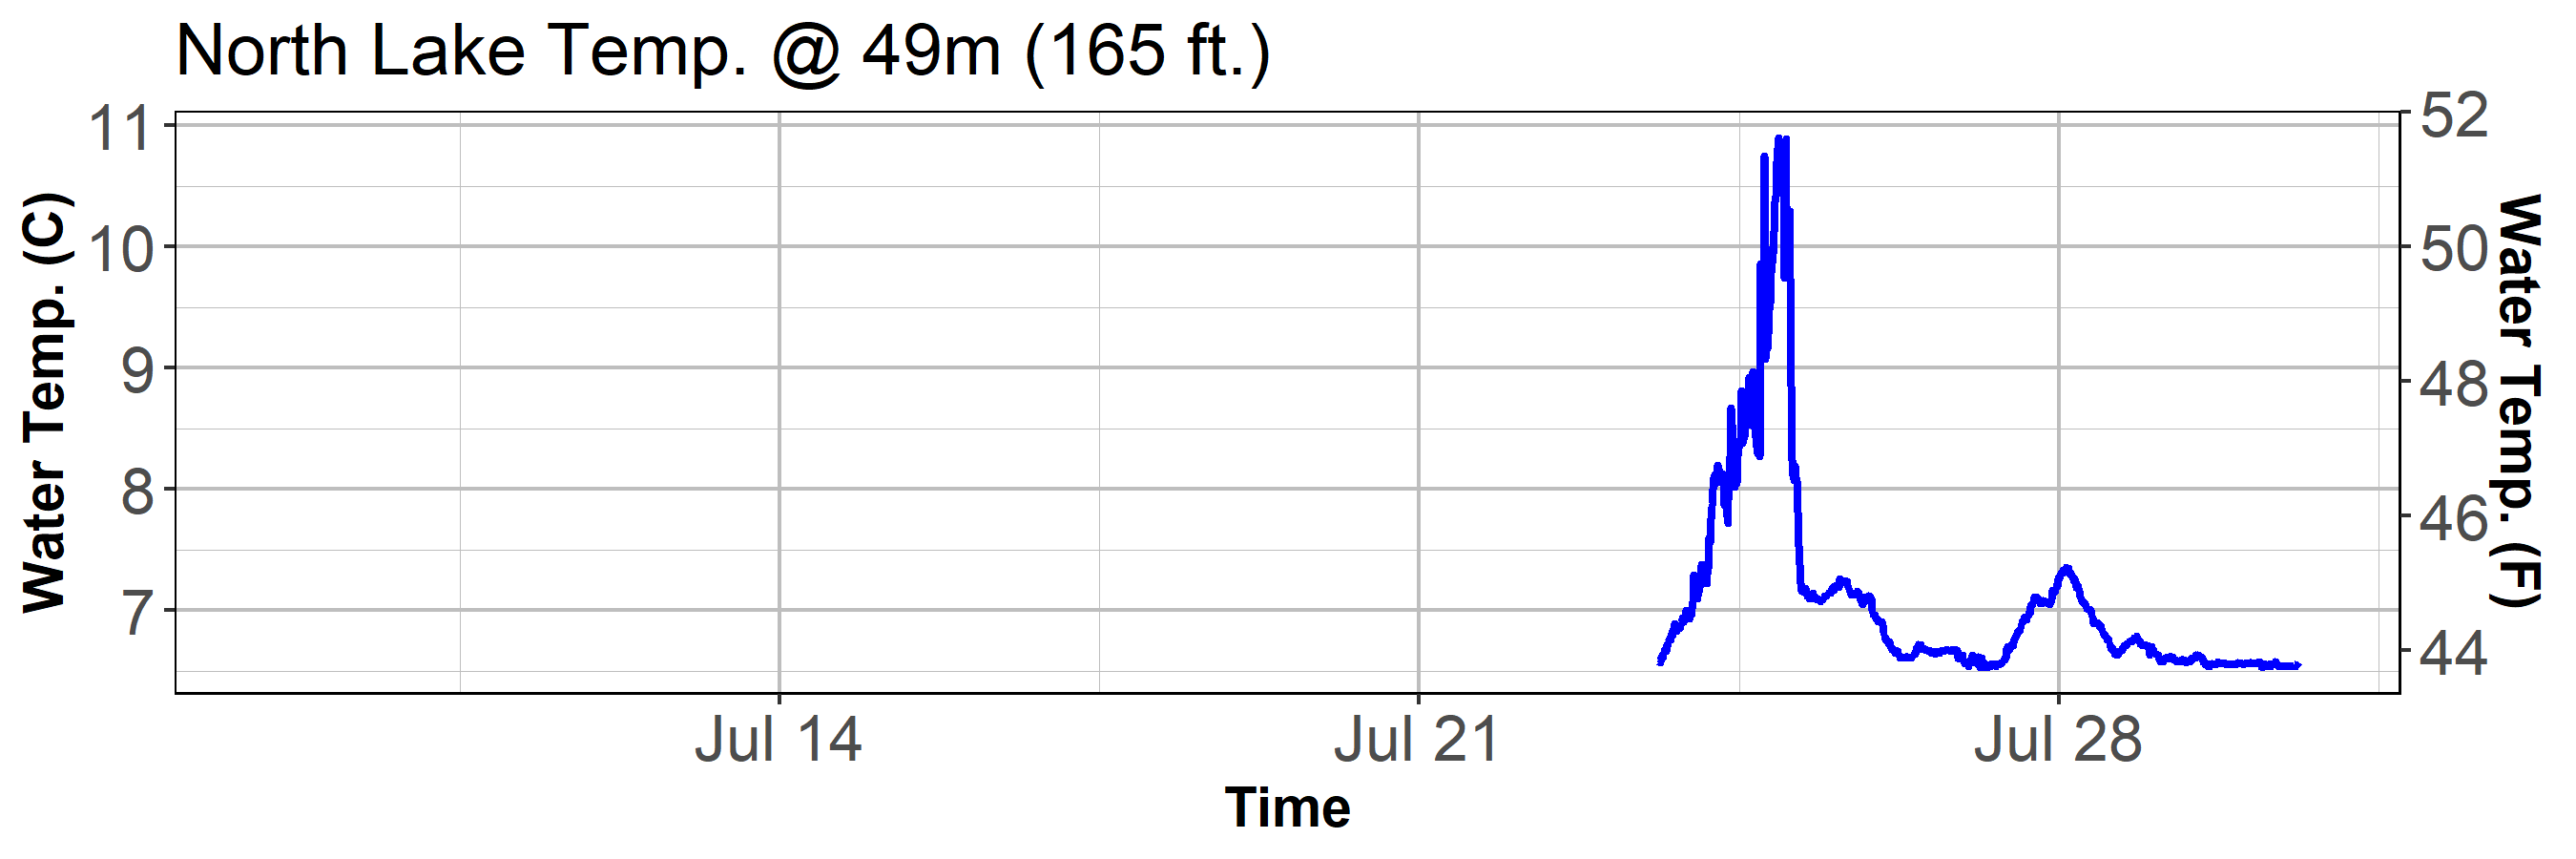 North Lake Temp. @ 49m (165 ft.)
Water Temp. (C)
11
10
9
8
7
52
50
48
46
44
Water Temp. (F)
Jul 14
Jul 21
Jul 28
Time